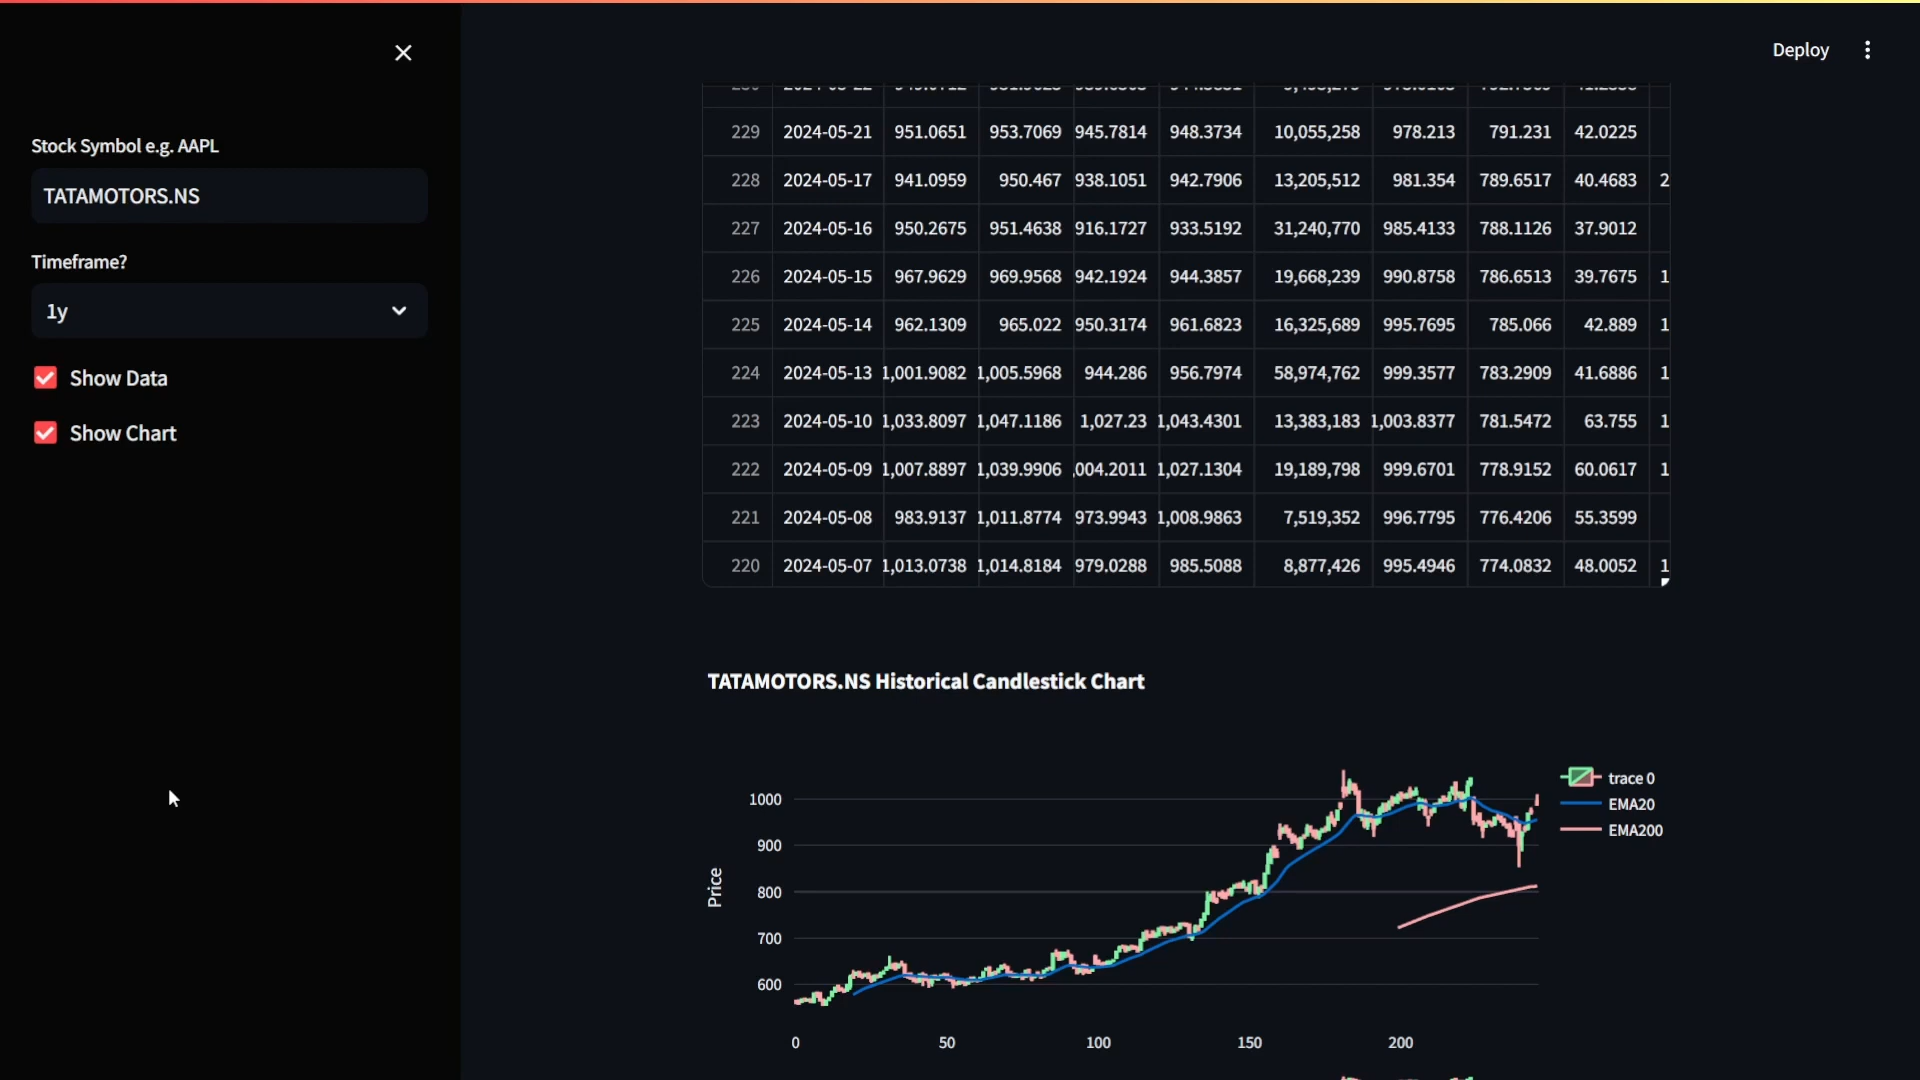 Deploy
Stock Symbol e.g. AAPL
TATAMOTORS.NS
Timeframe?
1y
Show Data
Show Chart
229 2024-05-21 951.0651 953.7069 945.7814 948.3734 10,055,258 978.213 791.231 42.0225
228 2024-05-17 941.0959 950.467 938.1051 942.7906 13,205,512 981.354 789.6517 40.4683 2
227 2024-05-16 950.2675 951.4638 916.1727 933.5192 31,240,770 985.4133 788.1126 37.9012
226 2024-05-15 967.9629 969.9568 942.1924 944.3857 19,668,239 990.8758 786.6513 39.7675 1
225 2024-05-14 962.1309 965.022 950.3174 961.6823 16,325,689 995.7695 785.066 42.889 1
224 2024-05-13 1,001.9082 1,005.5968 944.286 956.7974 58,974,762 999.3577 783.2909 41.6886 1
223 2024-05-10 1,033.8097 1,047.1186 1,027.23 1,043.4301 13,383,183 1,003.8377 781.5472 63.755 1
222 2024-05-09 1,007.8897 1,039.9906 ,004.2011 1,027.1304 19,189,798 999.6701 778.9152 60.0617 1
221 2024-05-08 983.9137 1,011.8774 973.9943 1,008.9863 7,519,352 996.7795 776.4206 55.3599
220 2024-05-07 1,013.0738 1,014.8184 979.0288 985.5088 8,877,426 995.4946 774.0832 48.0052 1
TATAMOTORS.NS Historical Candlestick Chart
trace 0
EMA20
EMA200
Price
1000
900
800
700
600
0 50 100 150 200